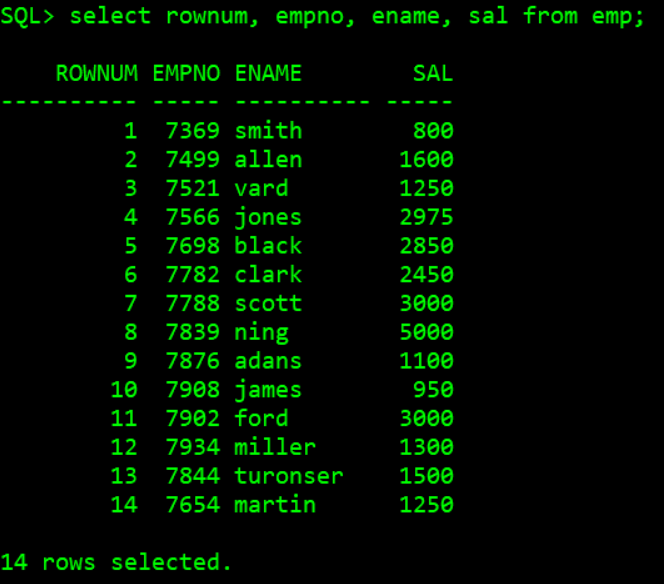 SQL> select rownum, empno, ename, sal from emp;
ROWNUM EMPNO ENAME SAL
---------- ----- ---------- -----
1 7369 smith 800
2 7499 allen 1600
3 7521 vard 1250
4 7566 jones 2975
5 7698 black 2850
6 7782 clark 2450
7 7788 scott 3000
8 7839 ning 5000
9 7876 adans 1100
10 7908 james 950
11 7902 ford 3000
12 7934 miller 1300
13 7844 turonser 1500
14 7654 martin 1250
14 rows selected.